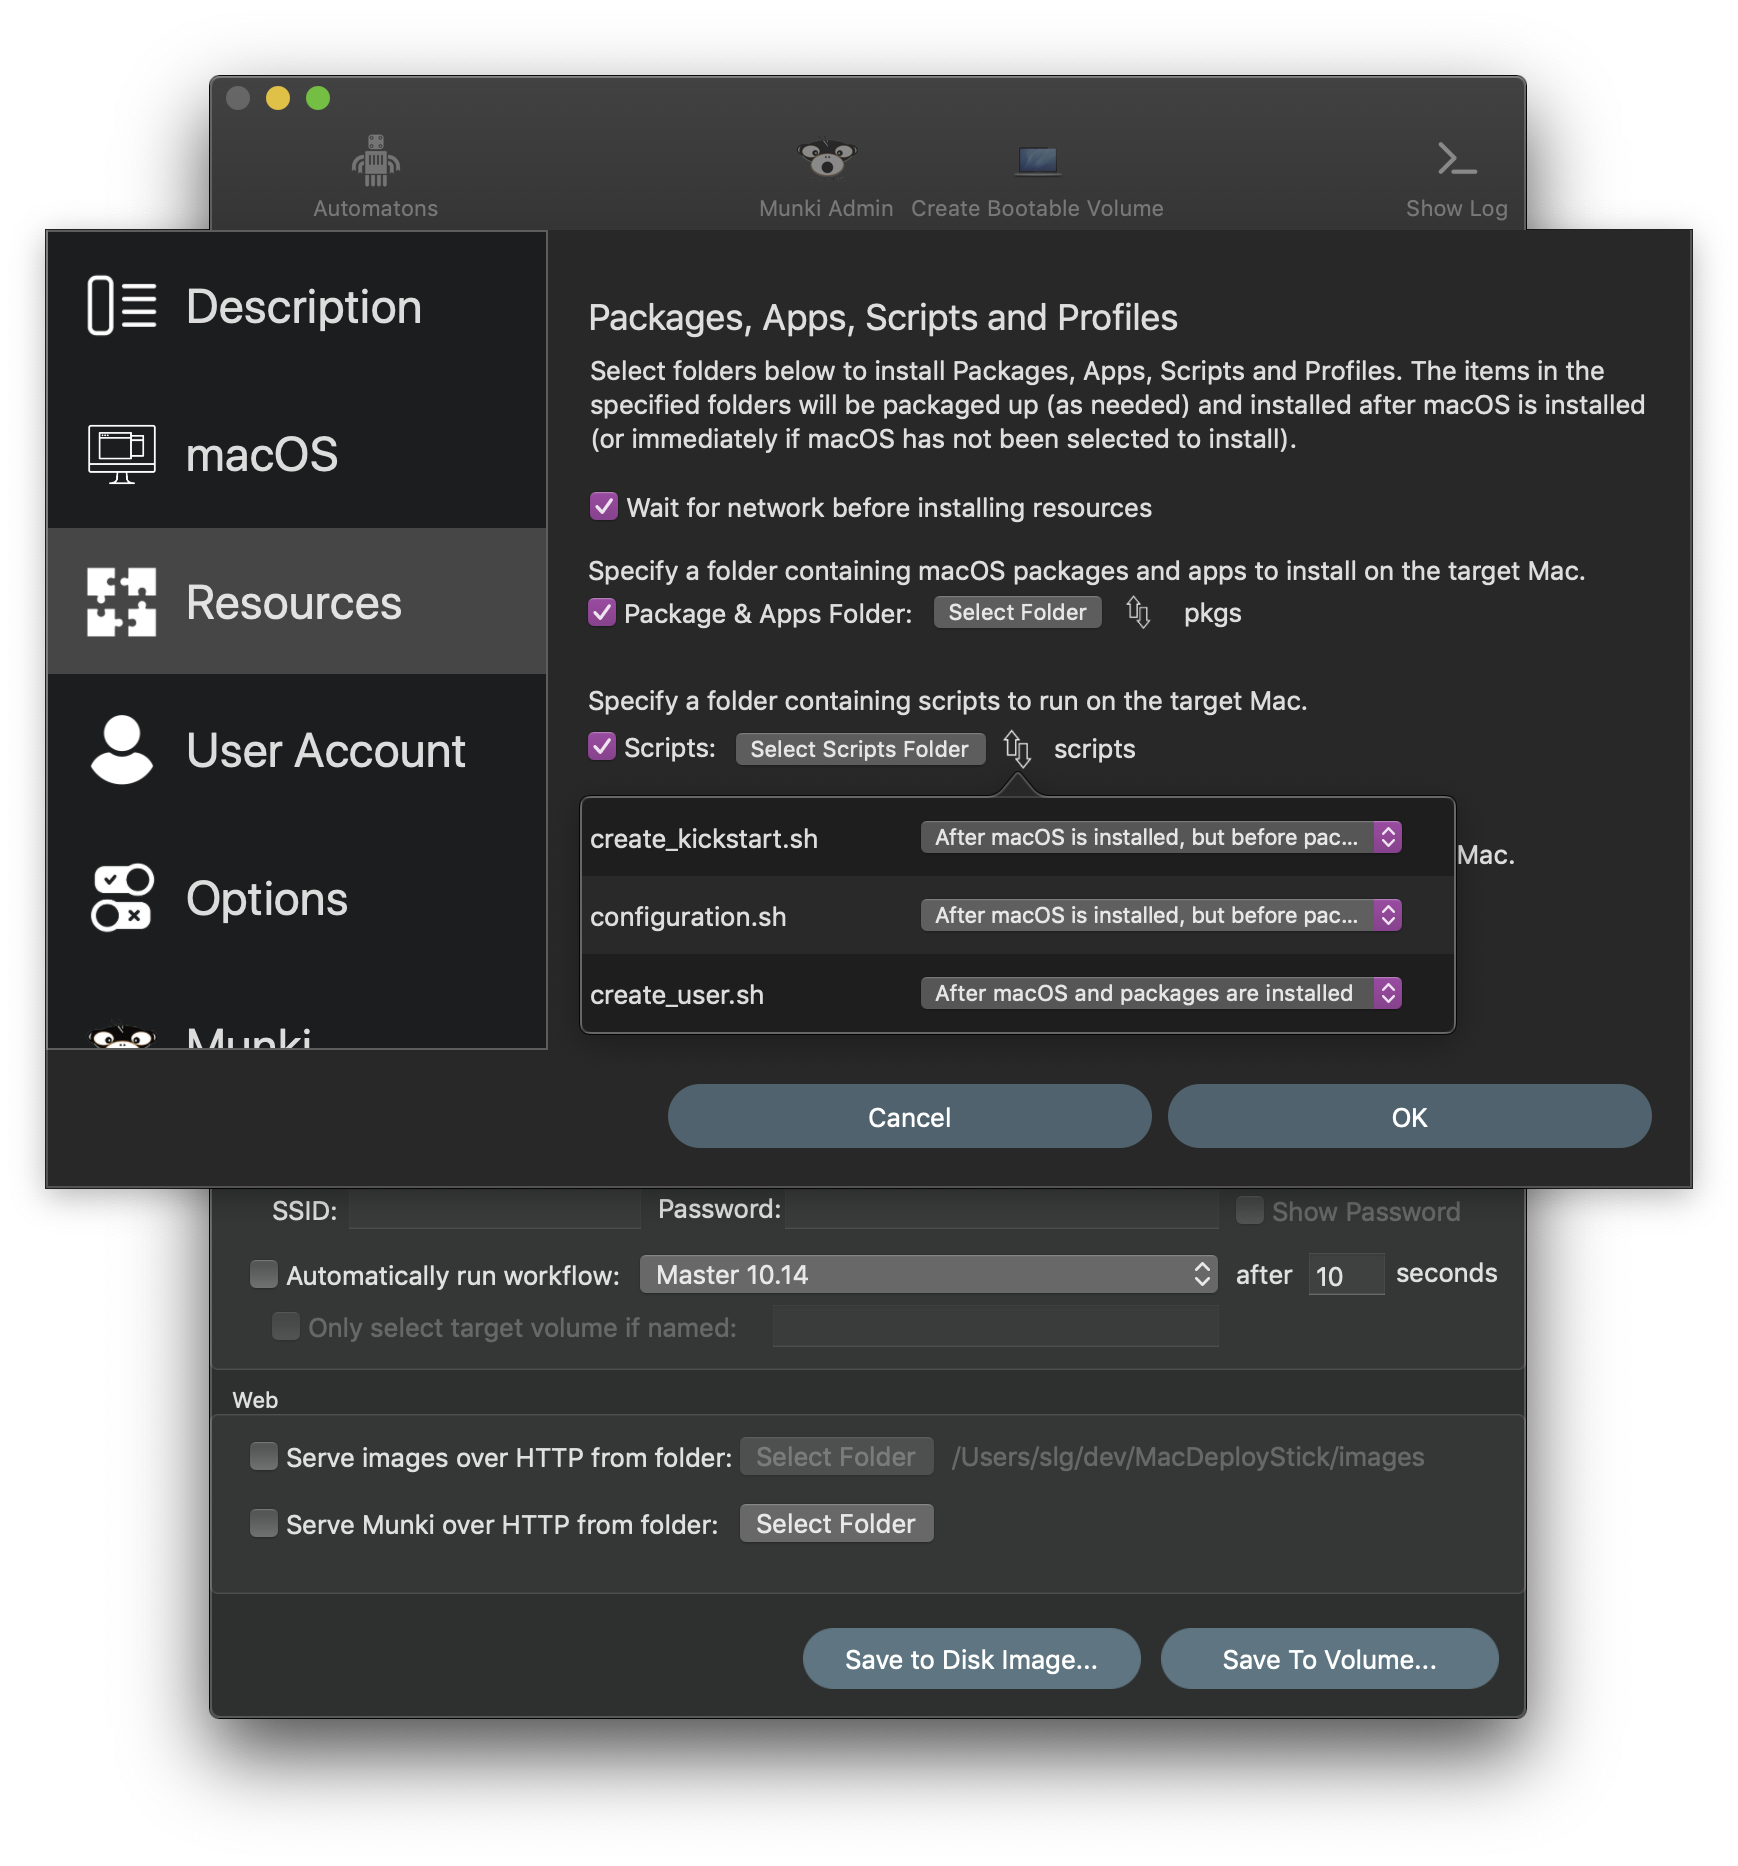 Automatons
Munki Admin
Create Bootable Volume
Show Log
Description
macOS
Resources
User Account
Options
Munki
Packages, Apps, Scripts and Profiles
Select folders below to install Packages, Apps, Scripts and Profiles. The items in the
specified folders will be packaged up (as needed) and installed after macOS is installed
(or immediately if macOS has not been selected to install).
Wait for network before installing resources
Specify a folder containing macOS packages and apps to install on the target Mac.
Package & Apps Folder: Select Folder pkgs
Specify a folder containing scripts to run on the target Mac.
Scripts: Select Scripts Folder scripts
create_kickstart.sh After macOS is installed, but before pac...
Mac.
configuration.sh After macOS is installed, but before pac...
create_user.sh After macOS and packages are installed
Cancel
OK
SSID: Password: Show Password
Automatically run workflow: Master 10.14 after 10 seconds
Only select target volume if named:
Web
Serve images over HTTP from folder: Select Folder /Users/slg/dev/MacDeployStick/images
Serve Munki over HTTP from folder: Select Folder
Save to Disk Image...
Save To Volume...